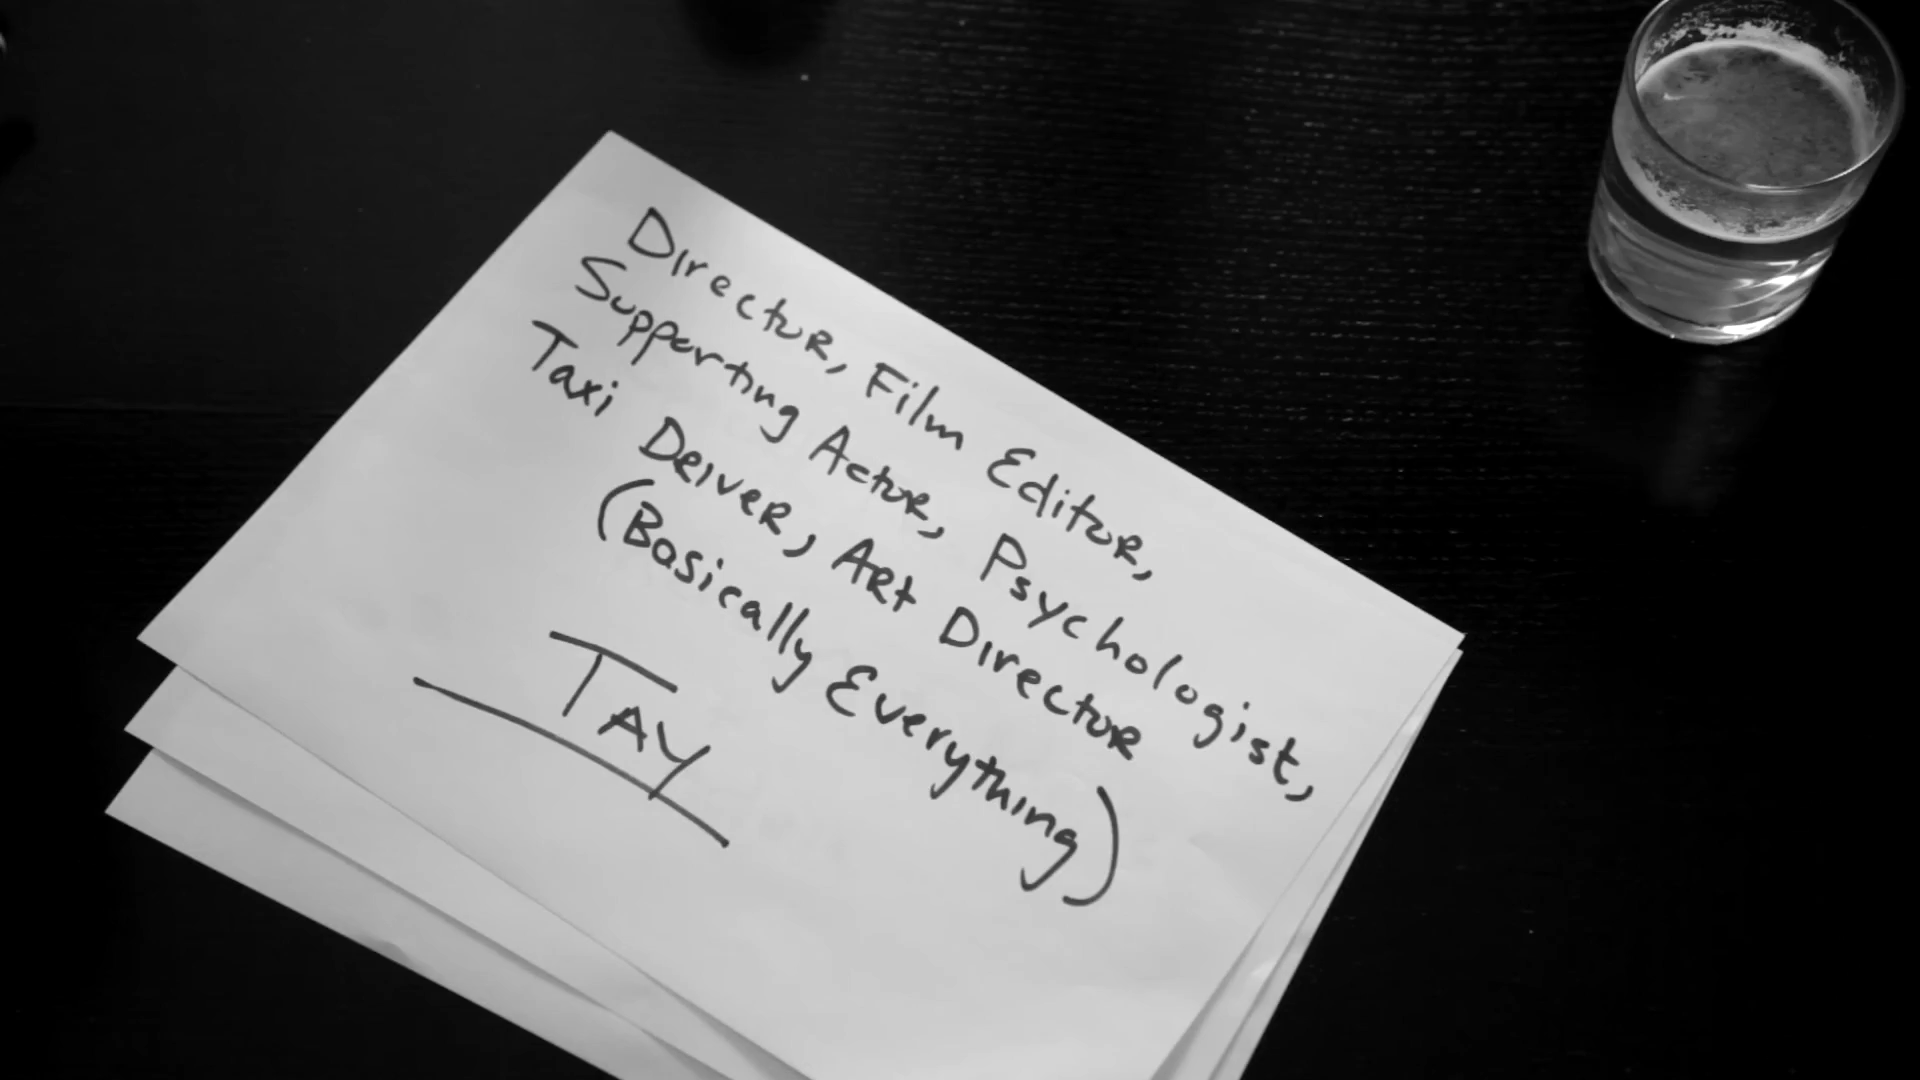 Director, Film Editor,
Supporting Actor, Psychologist,
Taxi Driver, Art Director
(Basically Everything)
TAY